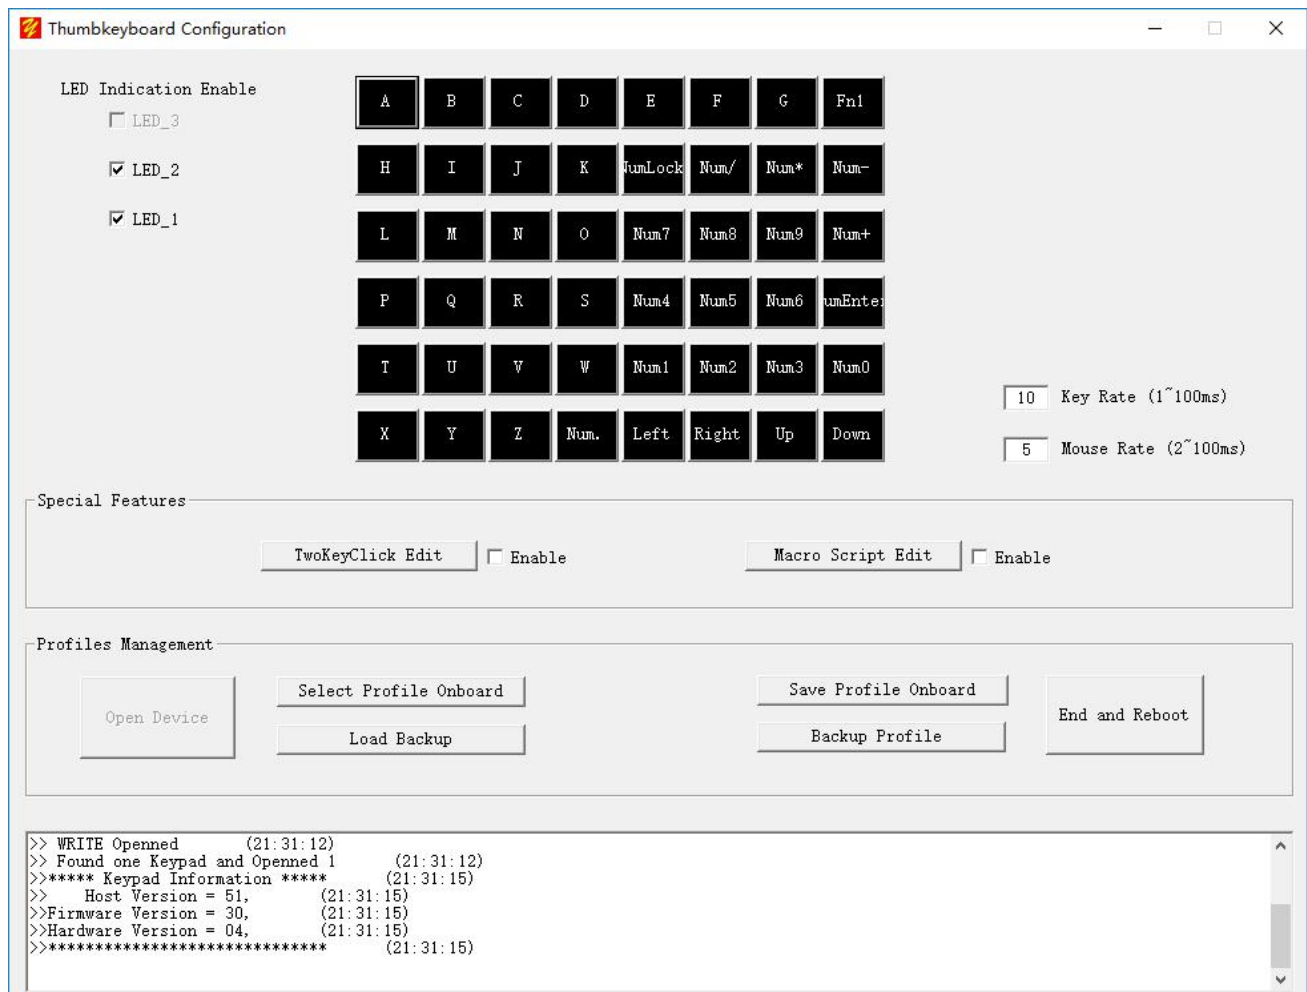 Thumbkeyboard Configuration
LED Indication Enable
LED_3
LED_2
LED_1
A B C D E F G Fn1
H I J K NumLock Num/ Num* Num-
L M N O Num7 Num8 Num9 Num+
P Q R S Num4 Num5 Num6 umEnte
T U V W Num1 Num2 Num3 Num0
X Y Z Num. Left Right Up Down
10 Key Rate (1~100ms)
5 Mouse Rate (2~100ms)
Special Features
TwoKeyClick Edit Enable Macro Script Edit Enable
Profiles Management
Open Device
Select Profile Onboard
Load Backup
Save Profile Onboard
Backup Profile
End and Reboot
>> WRITE Openned (21:31:12)
>> Found one Keypad and Openned 1 (21:31:12)
>>***** Keypad Information ***** (21:31:15)
>> Host Version = 51, (21:31:15)
>>Firmware Version = 30, (21:31:15)
>>Hardware Version = 04, (21:31:15)
>>****************************** (21:31:15)